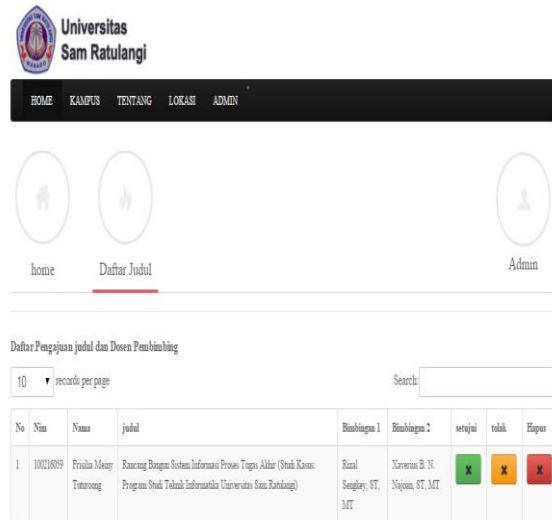 Universitas
Sam Ratulangi
HOME KAMPUS TENTANG LOKASI ADMIN
home Daftar Judul Admin
Daftar Pengajuan judul dan Dosen Pembimbing
10 records per page Search:
No Nim Nama judul Bimbingan 1 Bimbingan 2 setujui tolak Hapus
1 100216059 Frisilia Meiny Tuturoong Rancang Bangun Sistem Informasi Proses Tugas Akhir (Studi Kasus: Program Studi Teknik Informatika Universitas Sam Ratulangi) Rizal Sengkey, ST, MT Xaverius B. N. Najoan, ST, MT